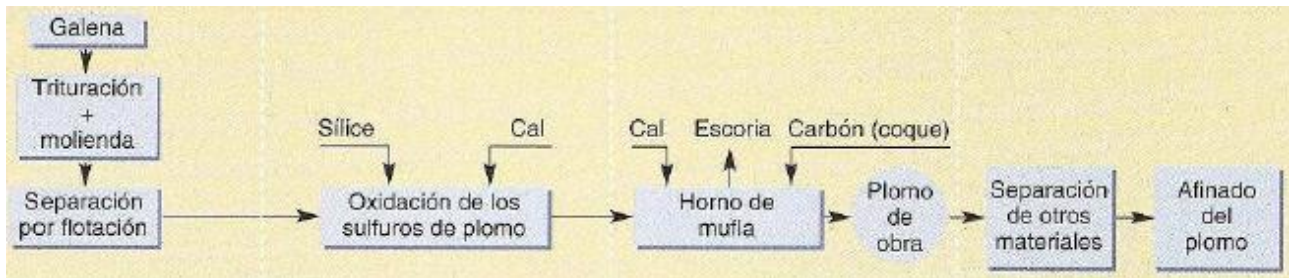 Galena
Trituración
+
molienda
Separación
por flotación
Sílice
Cal
Oxidación de los
sulfuros de plomo
Cal
Escoria
Carbón (coque)
Horno de
mufla
Plomo
de
obra
Separación
de otros
materiales
Afinado
del
plomo